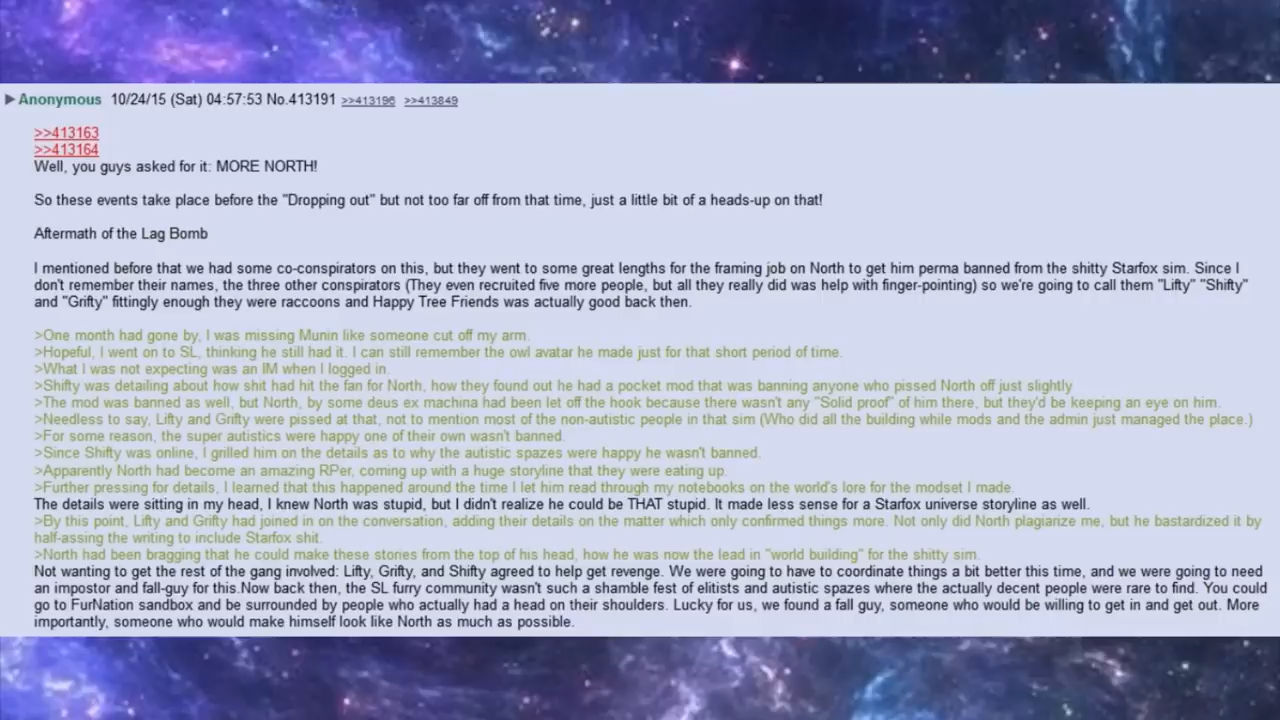 ▶Anonymous 10/24/15 (Sat) 04:57:53 No.413191 >>413196 >>413849
>>413163
>>413164
Well, you guys asked for it: MORE NORTH!
So these events take place before the "Dropping out" but not too far off from that time, just a little bit of a heads-up on that!
Aftermath of the Lag Bomb
I mentioned before that we had some co-conspirators on this, but they went to some great lengths for the framing job on North to get him perma banned from the shitty Starfox sim. Since I
don't remember their names, the three other conspirators (They even recruited five more people, but all they really did was help with finger-pointing) so we're going to call them "Lifty" "Shifty"
and "Grifty" fittingly enough they were raccoons and Happy Tree Friends was actually good back then.
>One month had gone by, I was missing Munin like someone cut off my arm.
>Hopeful, I went on to SL, thinking he still had it. I can still remember the owl avatar he made just for that short period of time.
>What I was not expecting was an IM when I logged in.
>Shifty was detailing about how shit had hit the fan for North, how they found out he had a pocket mod that was banning anyone who pissed North off just slightly
>The mod was banned as well, but North, by some deus ex machina had been let off the hook because there wasn't any "Solid proof" of him there, but they'd be keeping an eye on him.
>Needless to say, Lifty and Grifty were pissed at that, not to mention most of the non-autistic people in that sim (Who did all the building while mods and the admin just managed the place.)
>For some reason, the super autistics were happy one of their own wasn't banned.
>Since Shifty was online, I grilled him on the details as to why the autistic spazes were happy he wasn't banned.
>Apparently North had become an amazing RPer, coming up with a huge storyline that they were eating up.
>Further pressing for details, I learned that this happened around the time I let him read through my notebooks on the world's lore for the modset I made.
The details were sitting in my head, I knew North was stupid, but I didn't realize he could be THAT stupid. It made less sense for a Starfox universe storyline as well.
>By this point, Lifty and Grifty had joined in on the conversation, adding their details on the matter which only confirmed things more. Not only did North plagiarize me, but he bastardized it by
half-assing the writing to include Starfox shit.
>North had been bragging that he could make these stories from the top of his head, how he was now the lead in "world building" for the shitty sim.
Not wanting to get the rest of the gang involved: Lifty, Grifty, and Shifty agreed to help get revenge. We were going to have to coordinate things a bit better this time, and we were going to need
an impostor and fall-guy for this.Now back then, the SL furry community wasn't such a shamble fest of elitists and autistic spazes where the actually decent people were rare to find. You could
go to FurNation sandbox and be surrounded by people who actually had a head on their shoulders. Lucky for us, we found a fall guy, someone who would be willing to get in and get out. More
importantly, someone who would make himself look like North as much as possible.